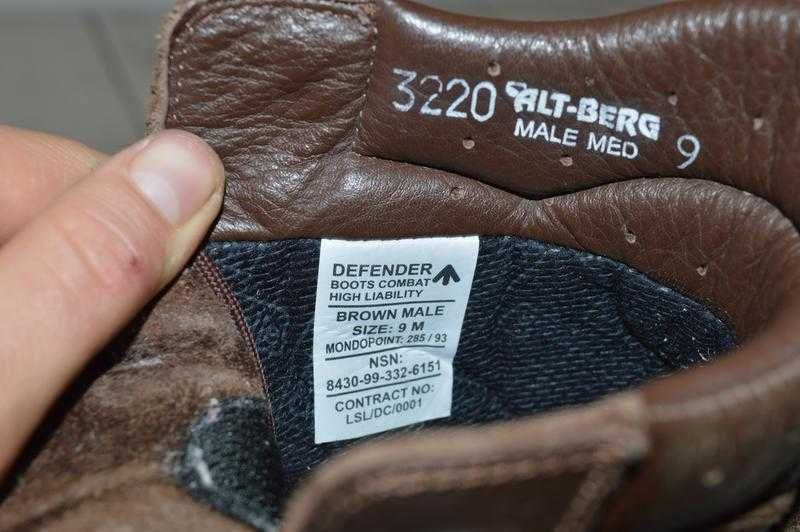 3220 ALT-BERG
MALE MED 9
DEFENDER
BOOTS COMBAT
HIGH LIABILITY
BROWN MALE
SIZE: 9 M
MONDOPOINT: 285 / 93
NSN:
8430-99-332-6151
CONTRACT NO:
LSL/DC/0001